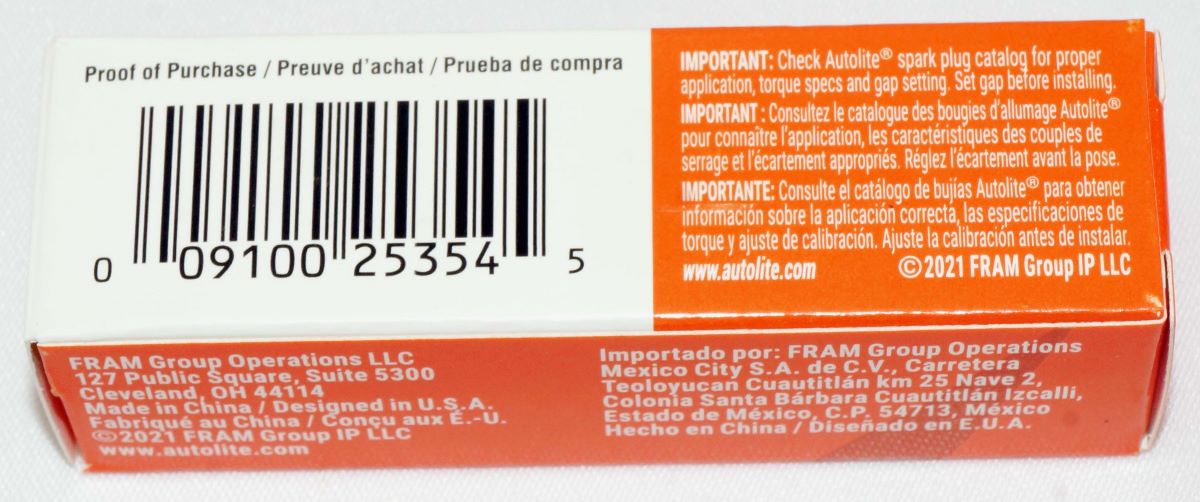 Proof of Purchase / Preuve d'achat / Prueba de compra
0 09100 25354 5
IMPORTANT: Check Autolite® spark plug catalog for proper
application, torque specs and gap setting. Set gap before installing.
IMPORTANT : Consultez le catalogue des bougies d'allumage Autolite®
pour connaître l'application, les caractéristiques des couples de
serrage et l'écartement appropriés. Réglez l'écartement avant la pose.
IMPORTANTE: Consulte el catálogo de bujías Autolite® para obtener
información sobre la aplicación correcta, las especificaciones de
torque y ajuste de calibración. Ajuste la calibración antes de instalar.
www.autolite.com ©2021 FRAM Group IP LLC
FRAM Group Operations LLC
127 Public Square, Suite 5300
Cleveland, OH 44114
Made in China / Designed in U.S.A.
Fabriqué au China / Conçu aux É.-U.
©2021 FRAM Group IP LLC
www.autolite.com
Importado por: FRAM Group Operations
Mexico City S.A. de C.V., Carretera
Teoloyucan Cuautitlán km 25 Nave 2,
Colonia Santa Bárbara Cuautitlán Izcalli,
Estado de México, C.P. 54713, México
Hecho en China / Diseñado en E.U.A.